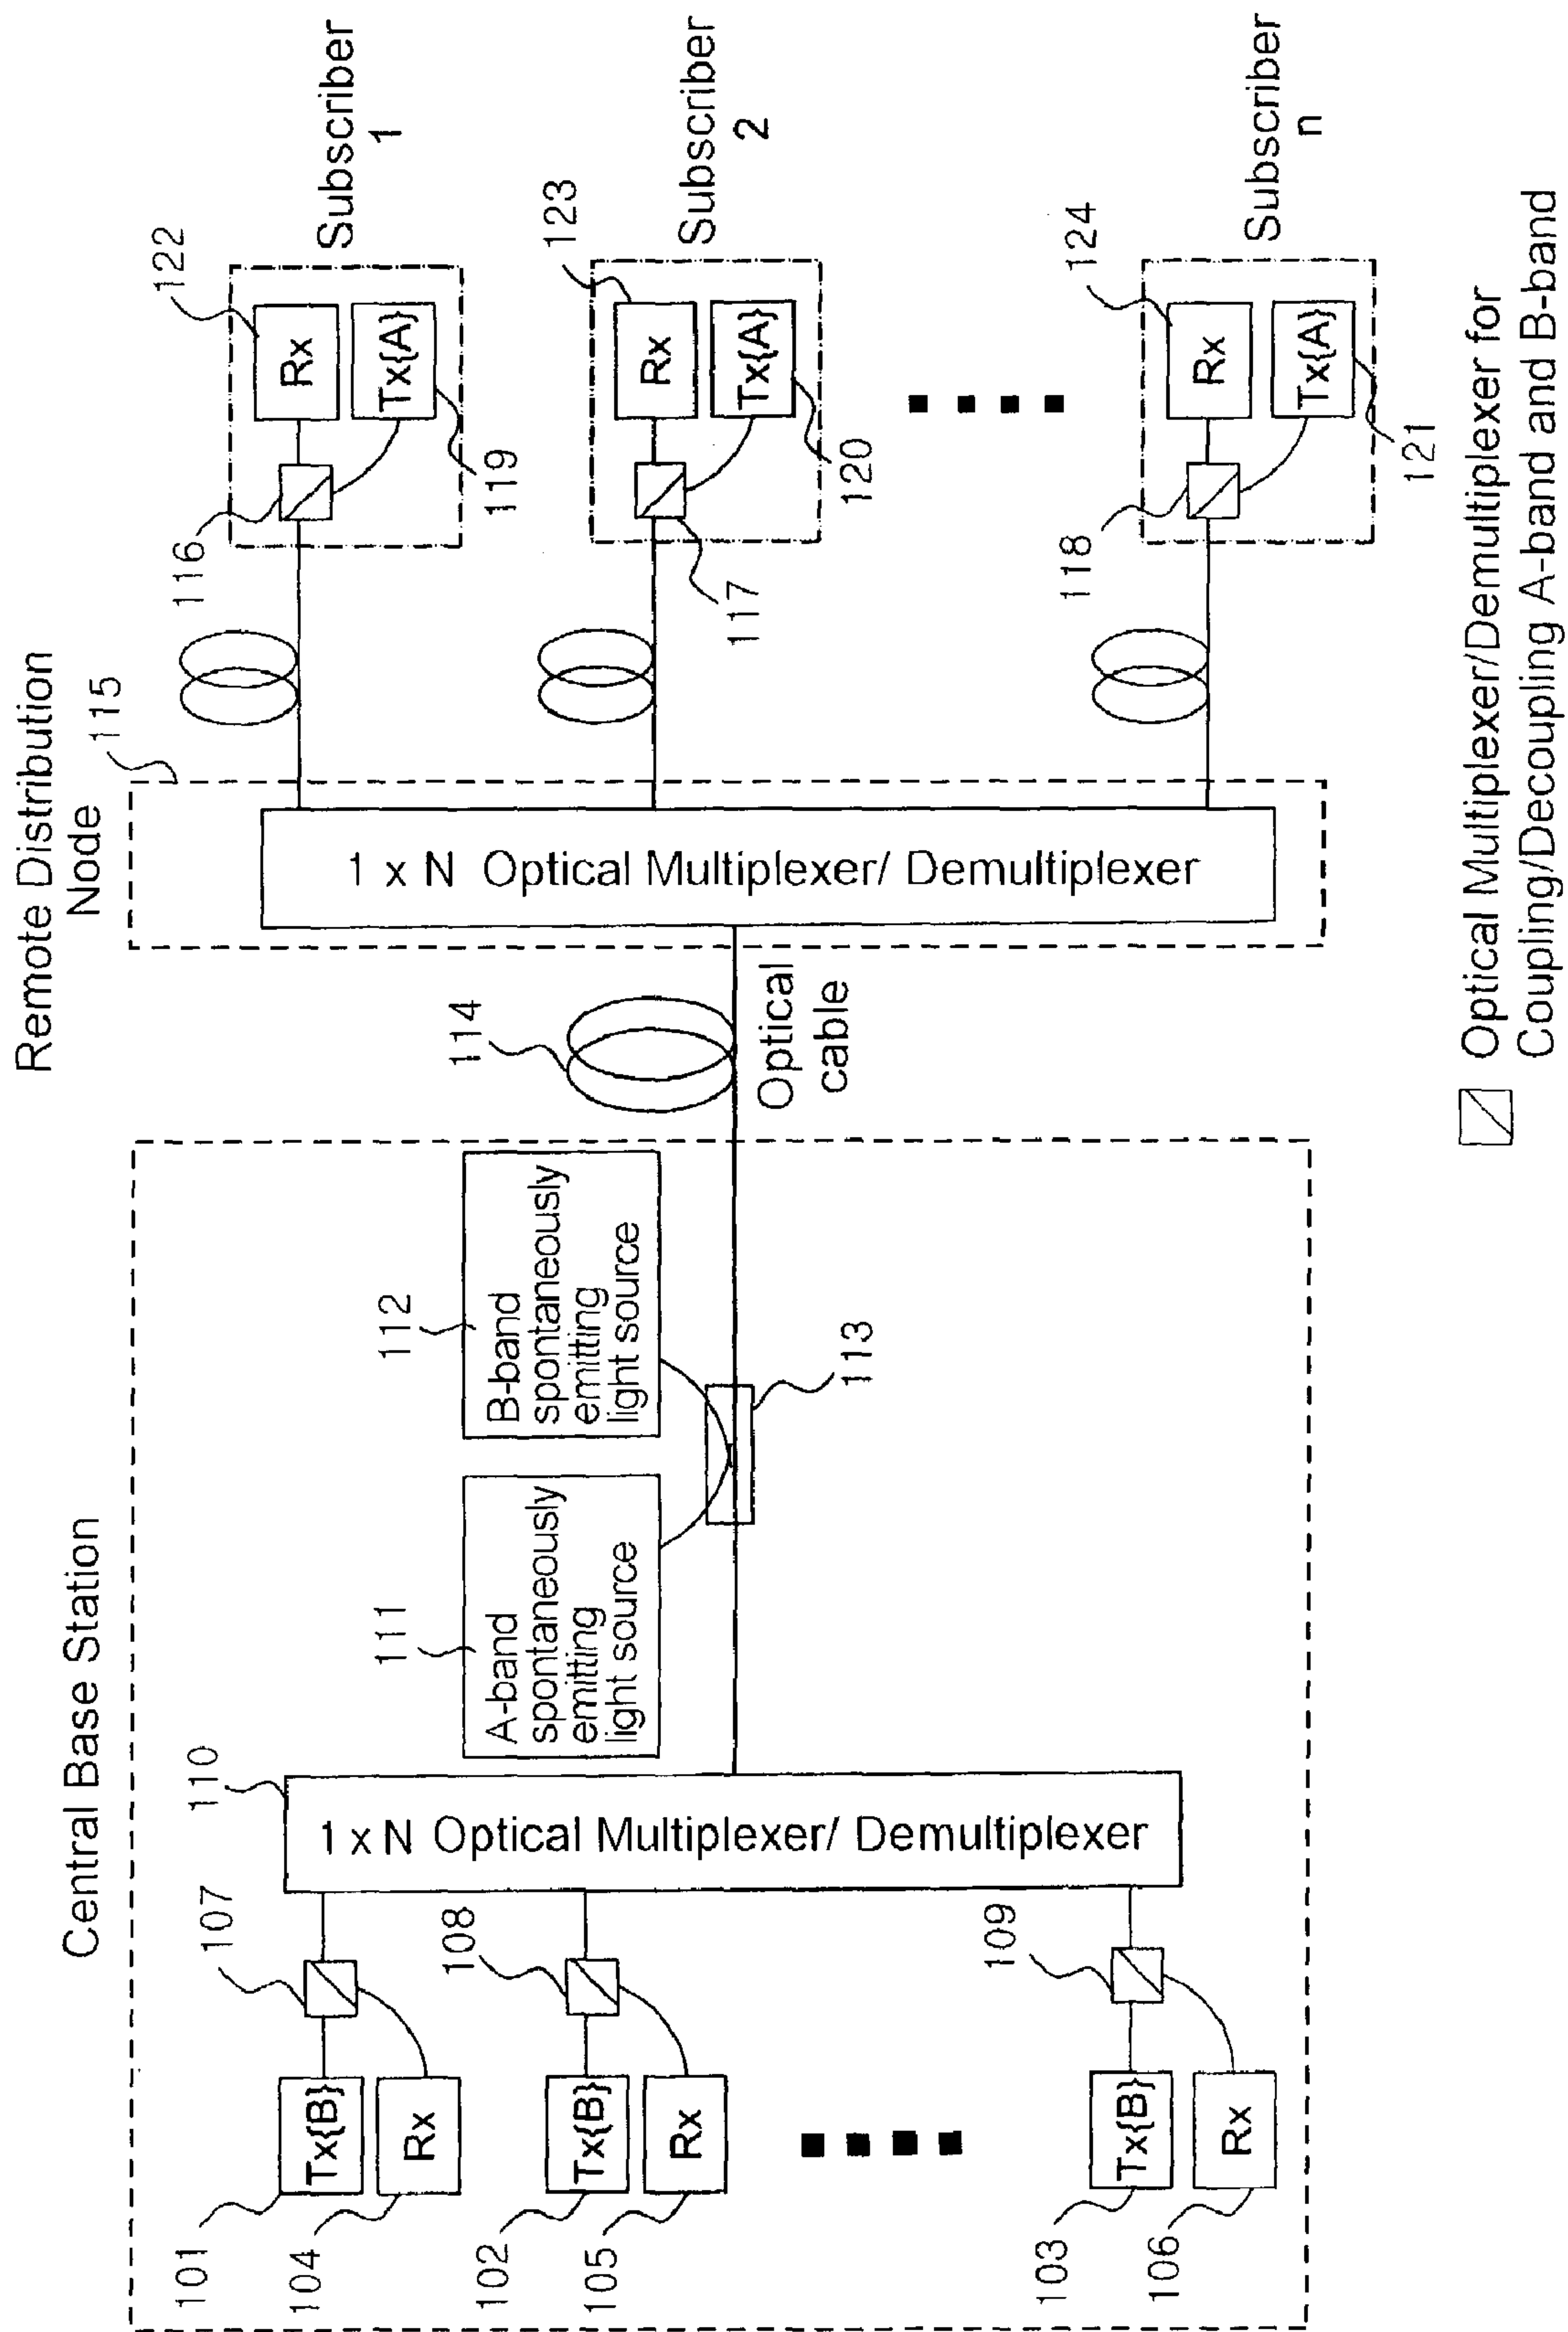 Central Base Station
Remote Distribution
Node
101
Tx{B}
104
Rx
107
102
Tx{B}
105
Rx
108
103
Tx{B}
106
Rx
109
110
1 x N Optical Multiplexer/ Demultiplexer
111
A-band
spontaneously
emitting
light source
112
B-band
spontaneously
emitting
light source
113
114
Optical
cable
115
1 x N Optical Multiplexer/ Demultiplexer
116
122
Rx
Tx{A}
119
Subscriber
1
117
123
Rx
Tx{A}
120
Subscriber
2
118
124
Rx
Tx{A}
121
Subscriber
n
Optical Multiplexer/Demultiplexer for
Coupling/Decoupling A-band and B-band